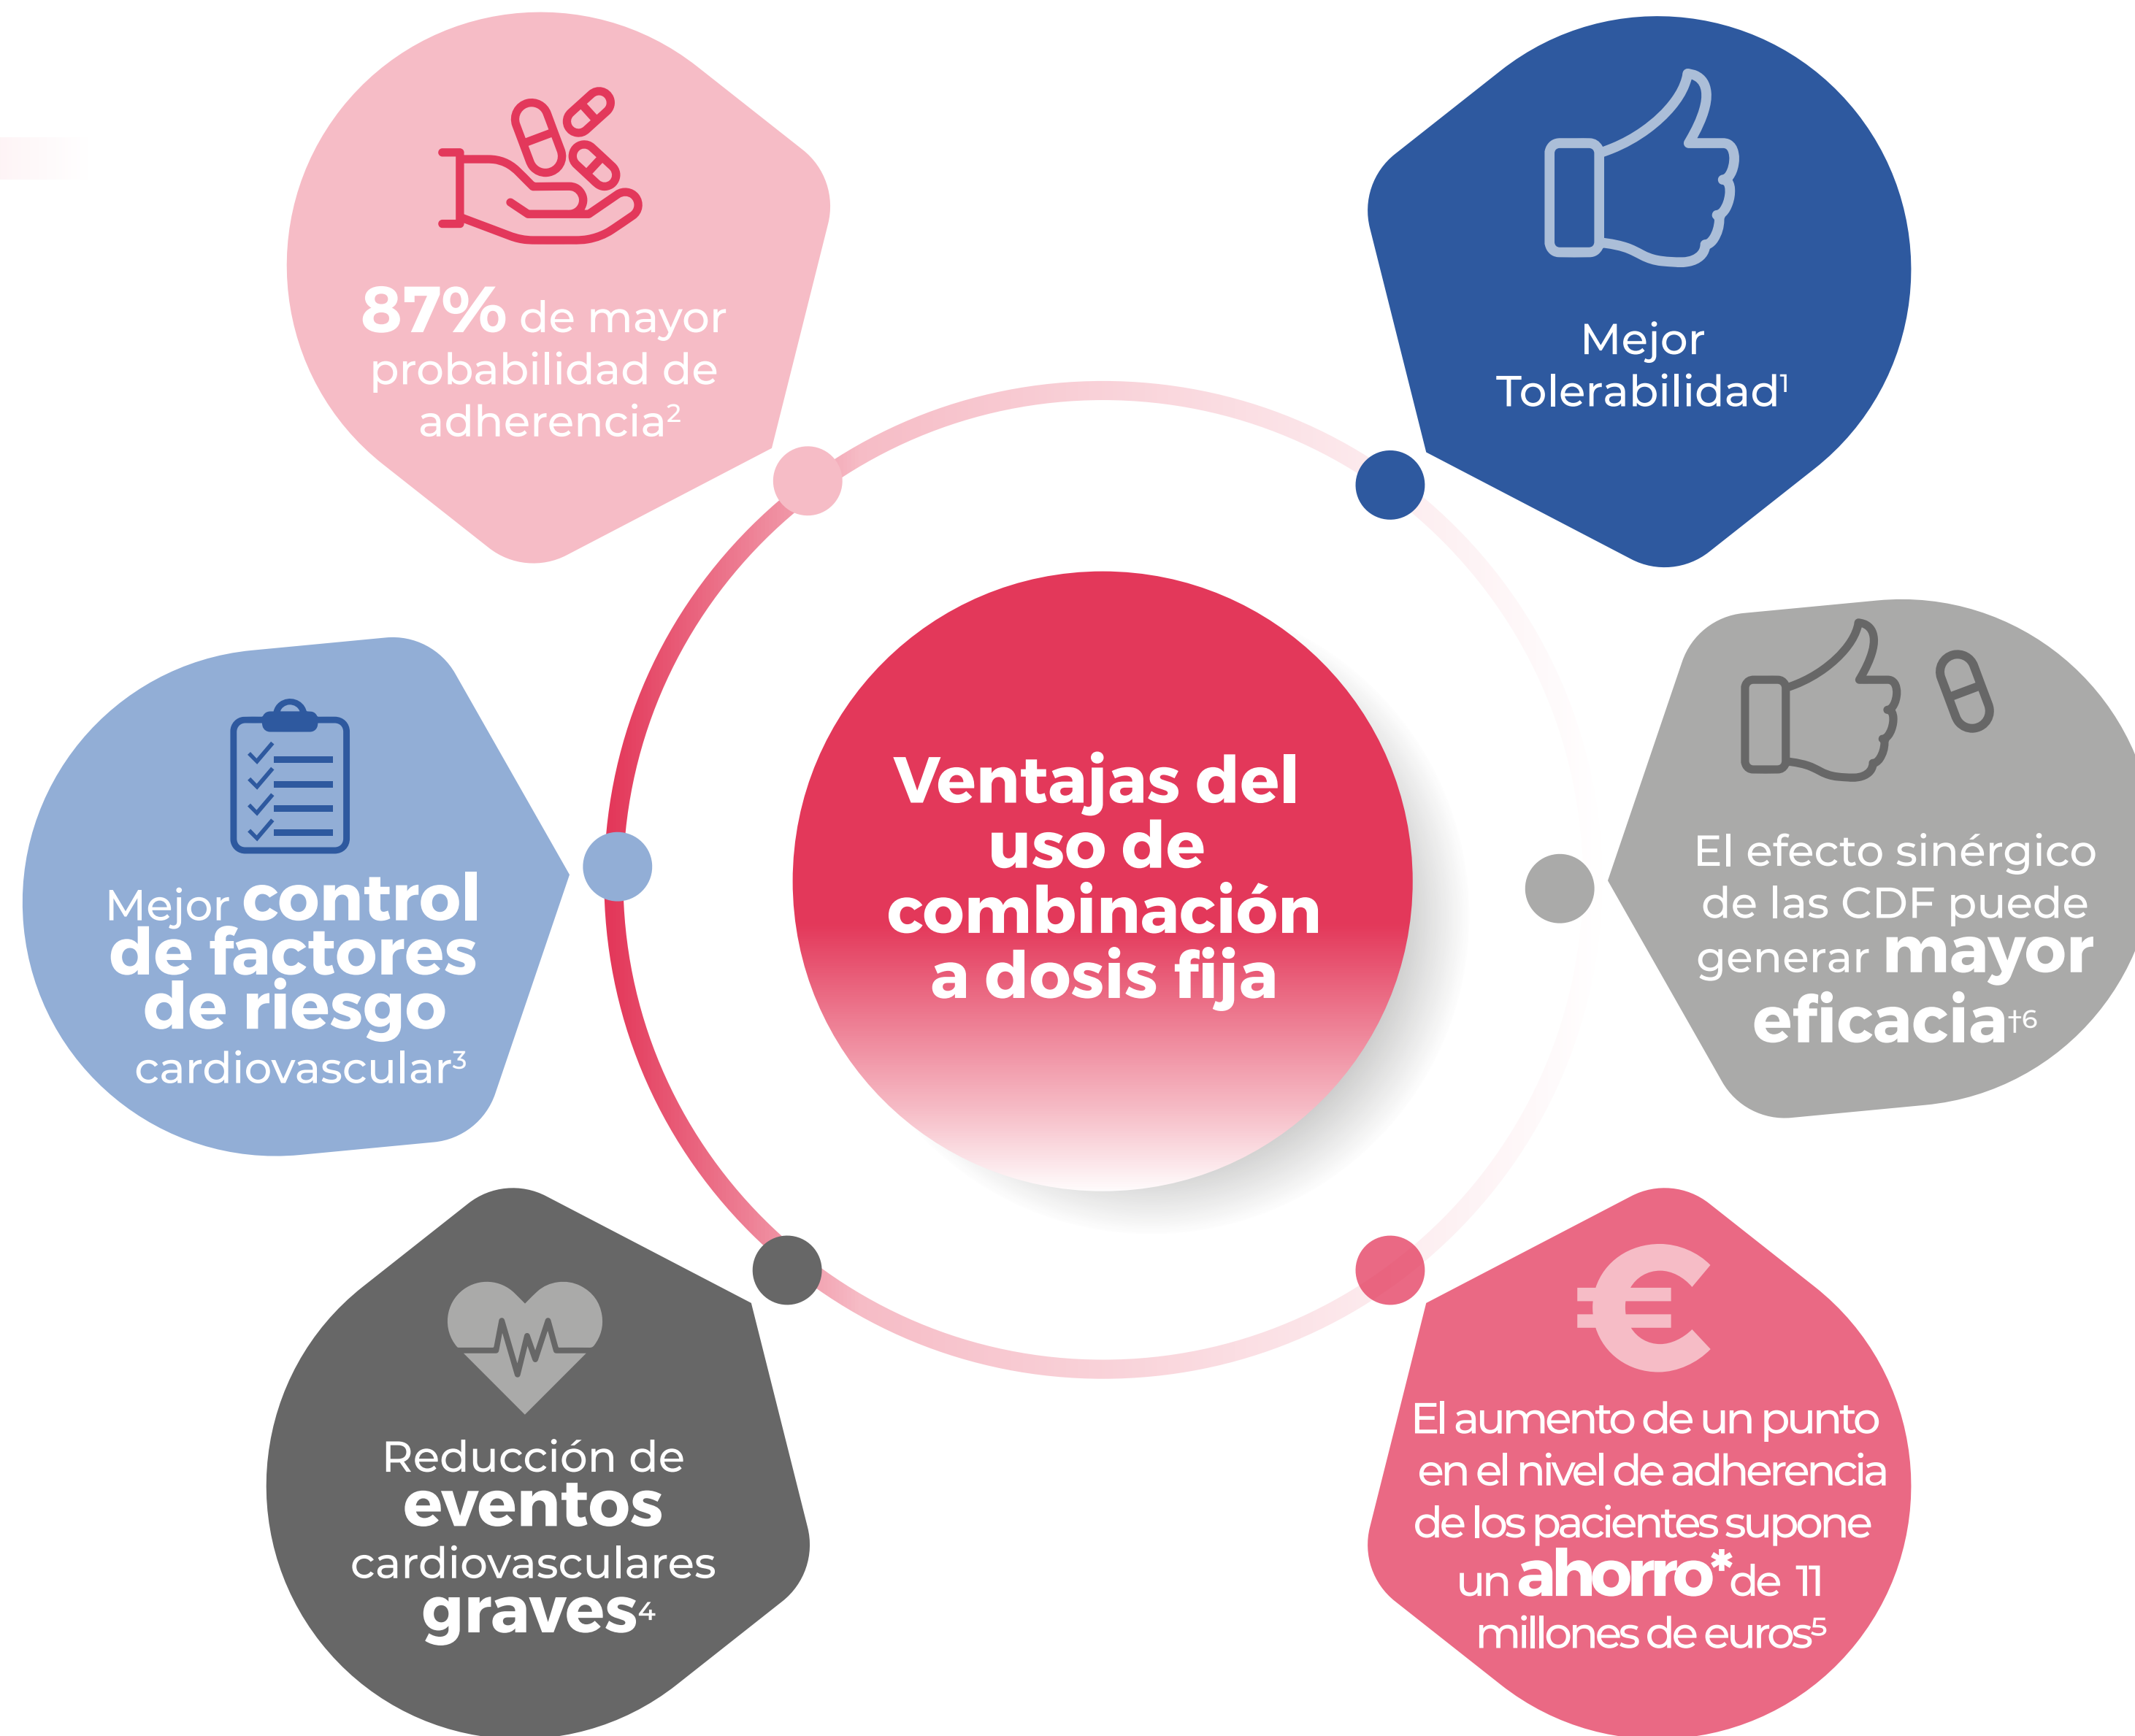 87% de mayor
probabilidad de
adherencia²
Mejor
Tolerabilidad¹
Ventajas del
uso de
combinación
a dosis fija
Mejor control
de factores
de riesgo
cardiovascular³
El efecto sinérgico
de las CDF puede
generar mayor
eficacia†⁶
Reducción de
eventos
cardiovasculares
graves⁴
El aumento de un punto
en el nivel de adherencia
de los pacientes supone
un ahorro* de 11
millones de euros⁵